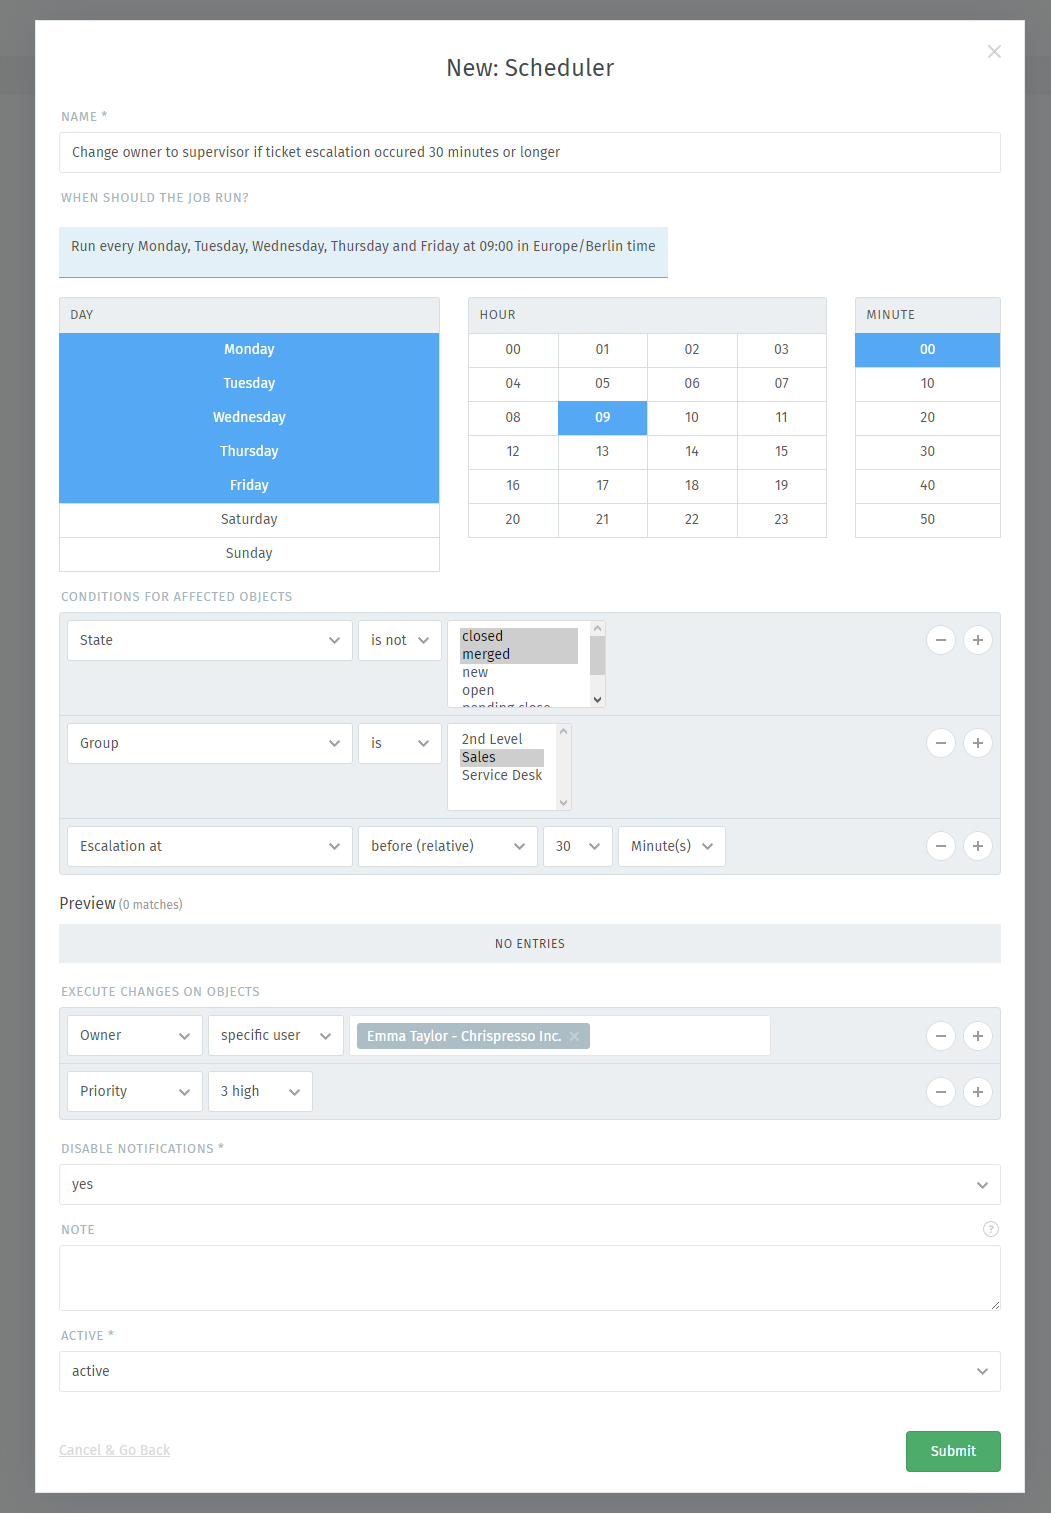 New: Scheduler
×
NAME *
Change owner to supervisor if ticket escalation occured 30 minutes or longer
WHEN SHOULD THE JOB RUN?
Run every Monday, Tuesday, Wednesday, Thursday and Friday at 09:00 in Europe/Berlin time
DAY
Monday
Tuesday
Wednesday
Thursday
Friday
Saturday
Sunday
HOUR
00 01 02 03
04 05 06 07
08 09 10 11
12 13 14 15
16 17 18 19
20 21 22 23
MINUTE
00
10
20
30
40
50
CONDITIONS FOR AFFECTED OBJECTS
State is not closed
merged
new
open
pending close
Group is 2nd Level
Sales
Service Desk
Escalation at before (relative) 30 Minute(s)
Preview (0 matches)
NO ENTRIES
EXECUTE CHANGES ON OBJECTS
Owner specific user Emma Taylor - Chrispresso Inc. ×
Priority 3 high
DISABLE NOTIFICATIONS *
yes
NOTE ?
ACTIVE *
active
Cancel & Go Back Submit